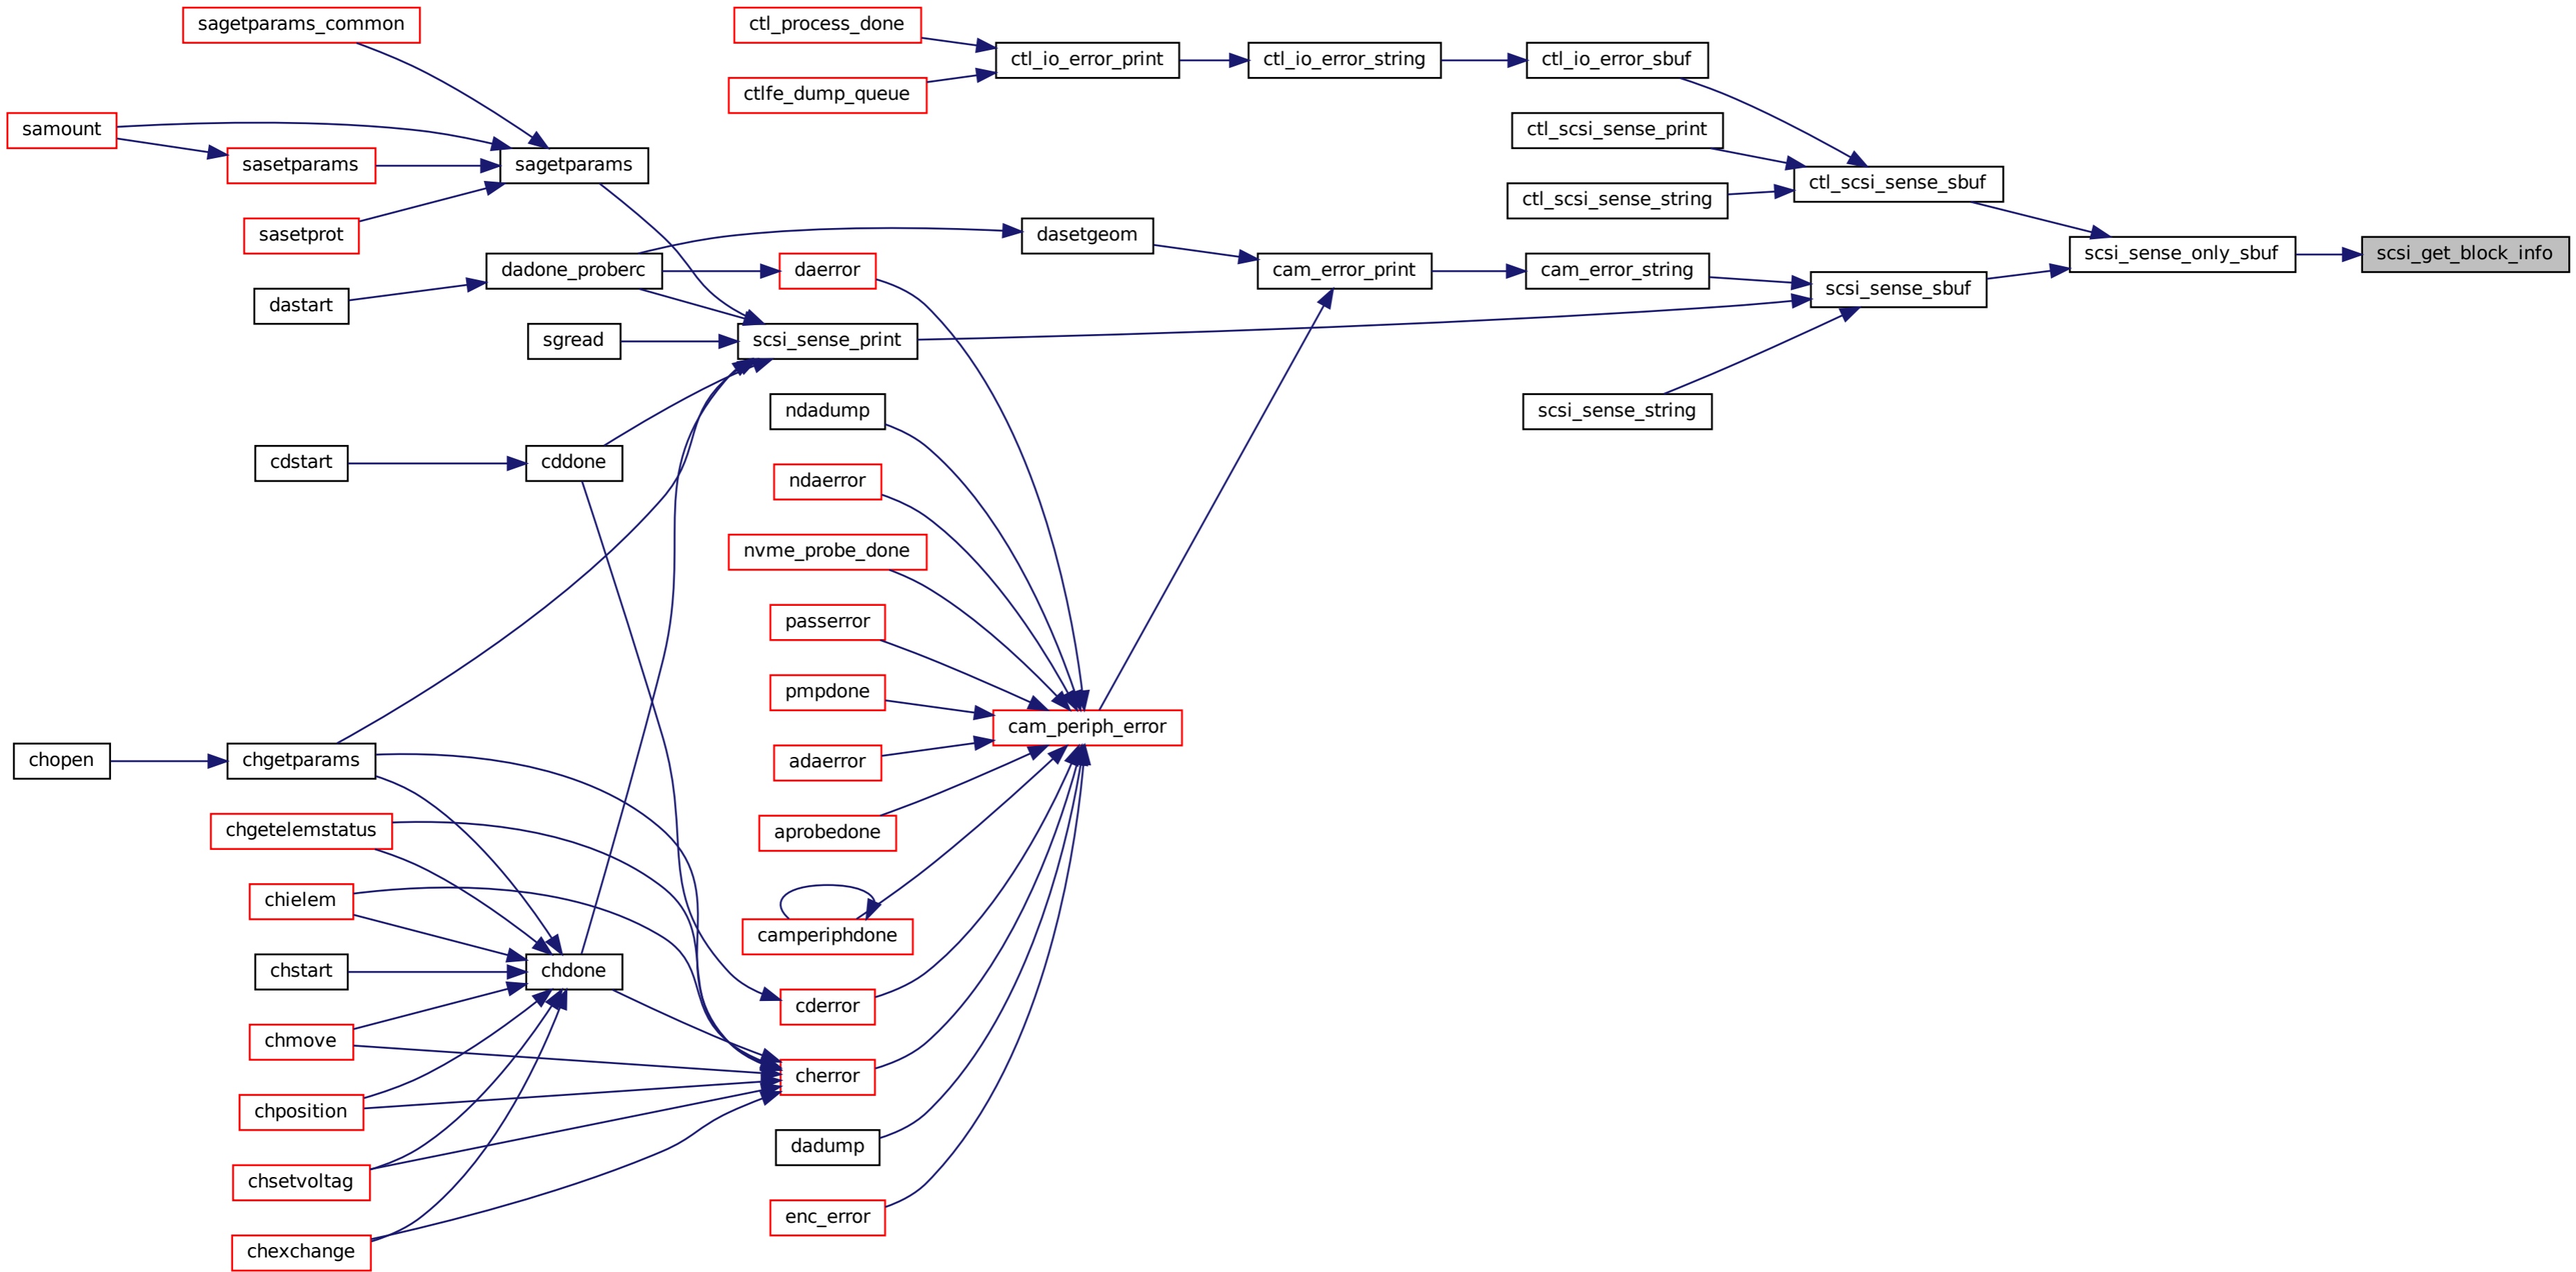 sagetparams_common
ctl_process_done
ctl_io_error_print
ctl_io_error_string
ctl_io_error_sbuf
ctlfe_dump_queue
samount
ctl_scsi_sense_print
sasetparams
sagetparams
ctl_scsi_sense_sbuf
ctl_scsi_sense_string
sasetprot
dasetgeom
scsi_sense_only_sbuf
scsi_get_block_info
dadone_proberc
daerror
cam_error_print
cam_error_string
scsi_sense_sbuf
dastart
sgread
scsi_sense_print
ndadump
scsi_sense_string
cdstart
cddone
ndaerror
nvme_probe_done
passerror
pmpdone
cam_periph_error
chopen
chgetparams
adaerror
chgetelemstatus
aprobedone
chielem
camperiphdone
chstart
chdone
cderror
chmove
cherror
chposition
dadump
chsetvoltag
enc_error
chexchange